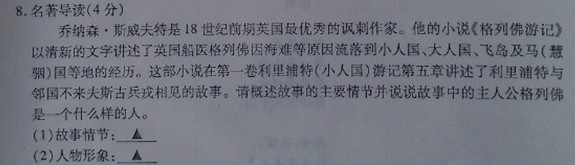 8.名著导读(4分)
乔纳森·斯威夫特是18世纪前期英国最优秀的讽刺作家。他的小说《格列佛游记》
以清新的文字讲述了英国船医格列佛因海难等原因流落到小人国、大人国、飞岛及马(慧
骃)国等地的经历。这部小说在第一卷利里浦特(小人国)游记第五章讲述了利里浦特与
邻国不来夫斯古兵戎相见的故事。请概述故事的主要情节并说说故事中的主人公格列佛
是一个什么样的人。
(1)故事情节:▲
(2)人物形象:▲